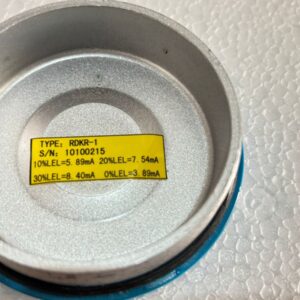 TYPE: RDKR-1
S/N: 10100215
10%LEL=5.89mA 20%LEL=7.54mA
30%LEL=8.40mA 0%LEL=3.89mA